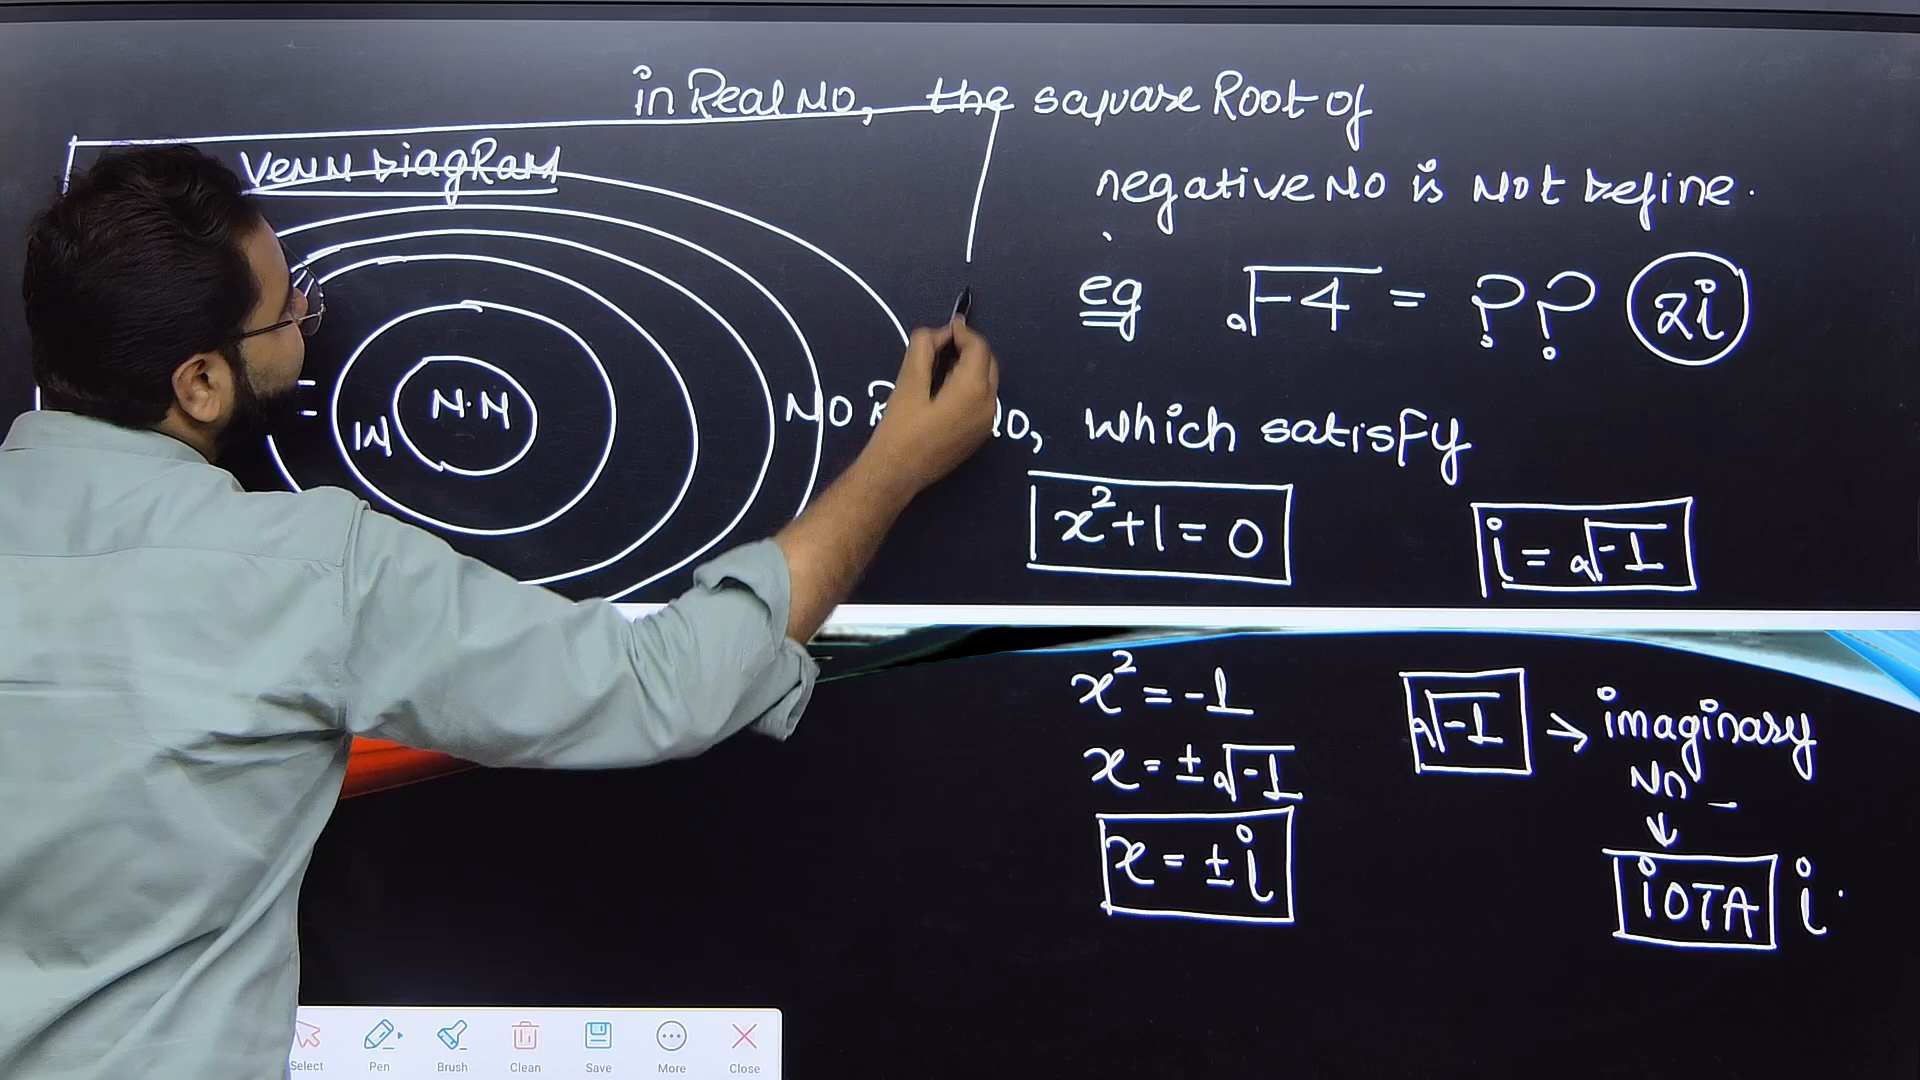 in Real No, the square Root of
VENN DiagRam
negative No is Not Define.
eg √-4 = ?? 2i
N.N
IN
No R No, which satisfy
x²+1=0
i=√-1
x²=-1
√-1 → imaginary
No
x=±√-1
x=±i
iOTA i
Select Pen Brush Clean Save More Close